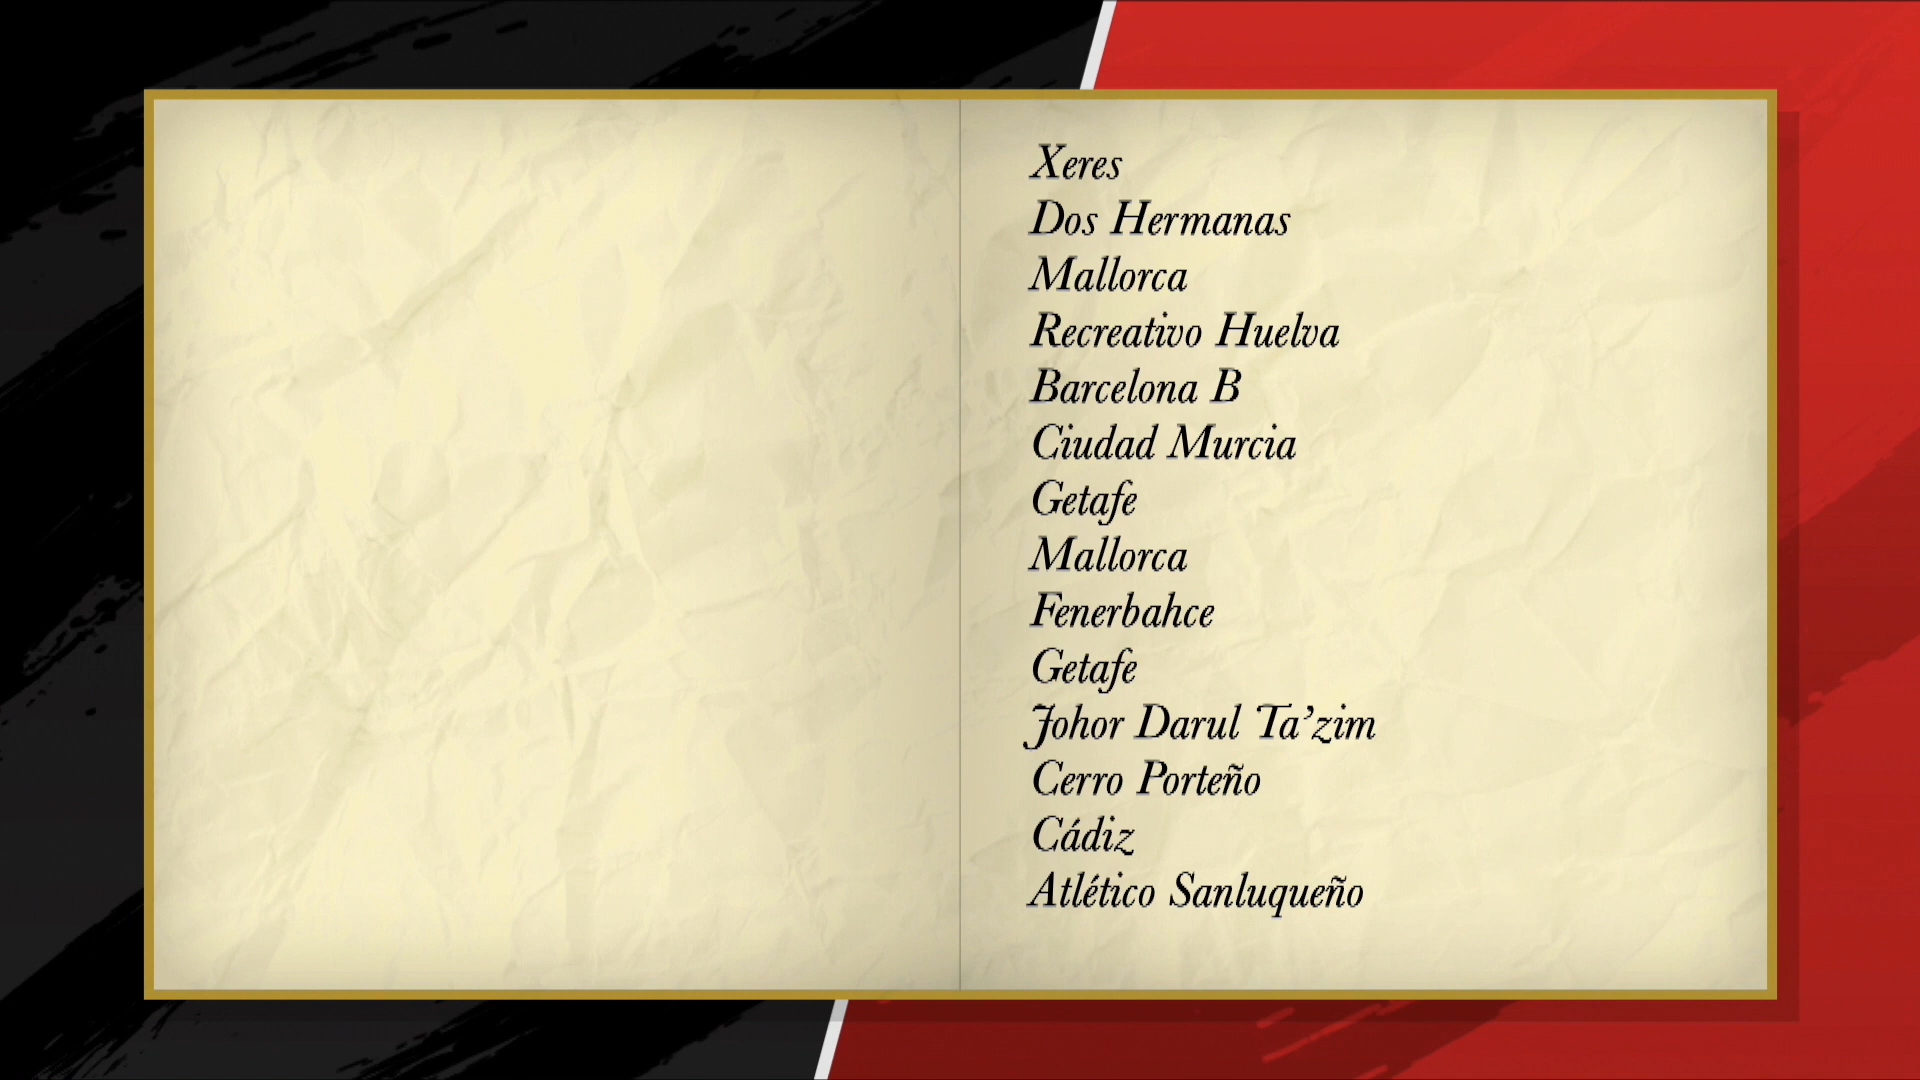 Xeres
Dos Hermanas
Mallorca
Recreativo Huelva
Barcelona B
Ciudad Murcia
Getafe
Mallorca
Fenerbahce
Getafe
Johor Darul Ta’zim
Cerro Porteño
Cádiz
Atlético Sanluqueño